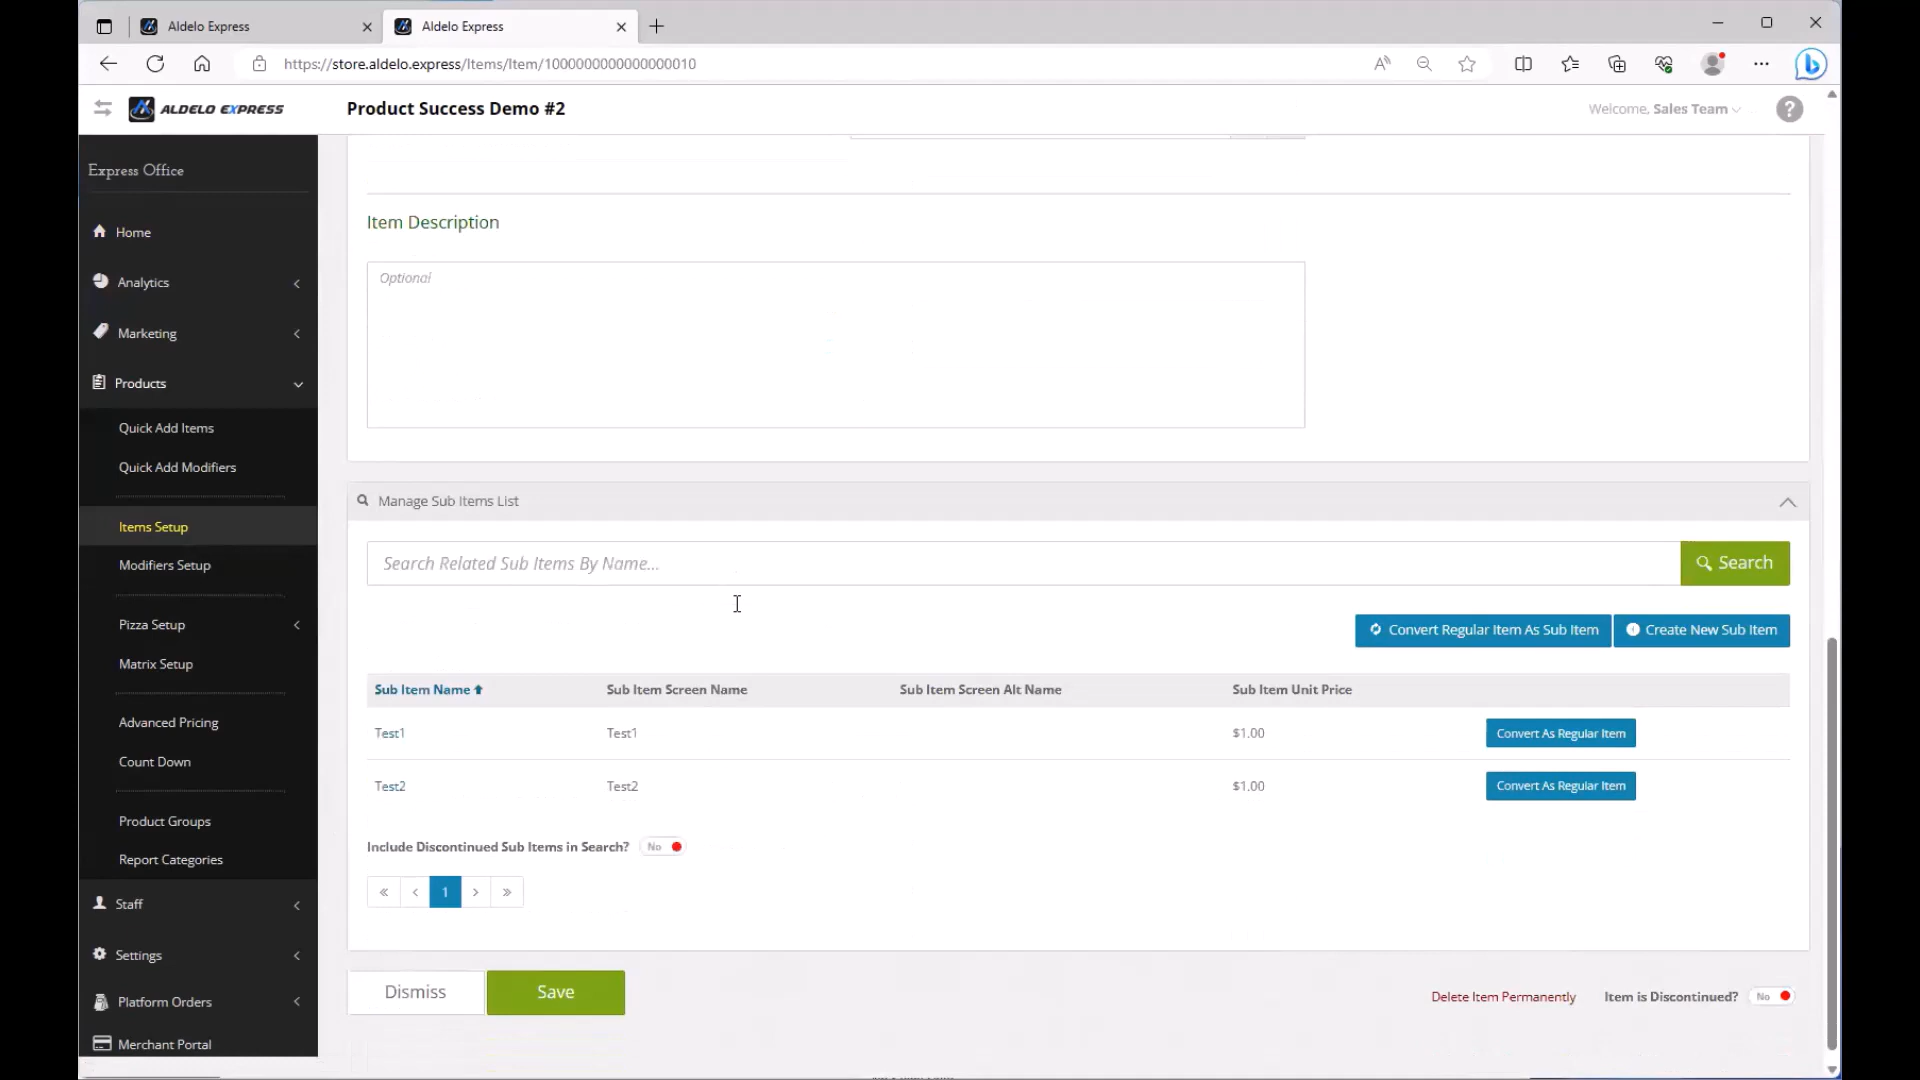 Aldelo Express
Aldelo Express
https://store.aldelo.express/Items/Item/1000000000000000010
ALDELO EXPRESS
Product Success Demo #2
Welcome, Sales Team
?
Express Office
Home
Analytics
Marketing
Products
Quick Add Items
Quick Add Modifiers
Items Setup
Modifiers Setup
Pizza Setup
Matrix Setup
Advanced Pricing
Count Down
Product Groups
Report Categories
Staff
Settings
Platform Orders
Merchant Portal
Item Description
Optional
Manage Sub Items List
Search Related Sub Items By Name...
Search
Convert Regular Item As Sub Item
Create New Sub Item
Sub Item Name Sub Item Screen Name Sub Item Screen Alt Name Sub Item Unit Price
Test1 Test1 $1.00 Convert As Regular Item
Test2 Test2 $1.00 Convert As Regular Item
Include Discontinued Sub Items in Search? No
« ‹ 1 › »
Dismiss
Save
Delete Item Permanently
Item is Discontinued? No